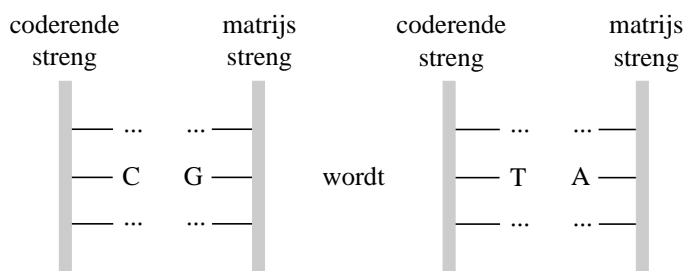 coderende matrijs coderende matrijs
streng streng streng streng
... ... ... ...
C G wordt T A
... ... ... ...